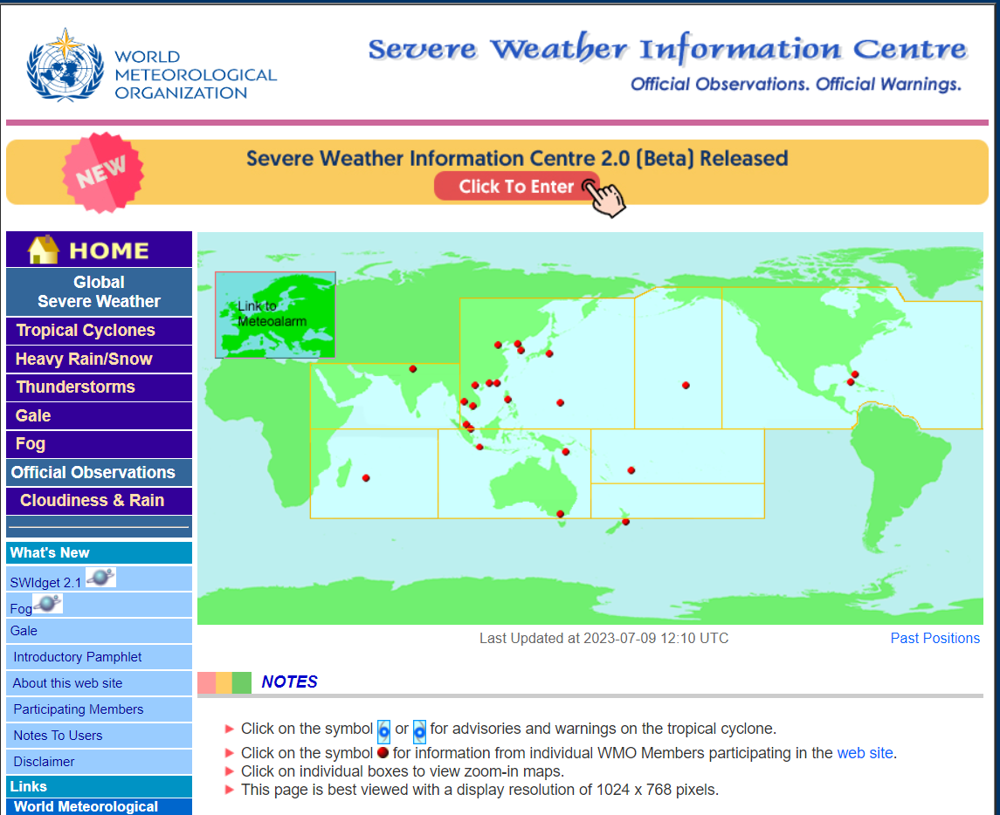 WORLD
METEOROLOGICAL
ORGANIZATION
Severe Weather Information Centre
Official Observations. Official Warnings.
NEW
Severe Weather Information Centre 2.0 (Beta) Released
Click To Enter
HOME
Global
Severe Weather
Tropical Cyclones
Heavy Rain/Snow
Thunderstorms
Gale
Fog
Official Observations
Cloudiness & Rain
What's New
SWIdget 2.1
Fog
Gale
Introductory Pamphlet
About this web site
Participating Members
Notes To Users
Disclaimer
Links
World Meteorological
Link to
Meteoalarm
Last Updated at 2023-07-09 12:10 UTC
Past Positions
NOTES
Click on the symbol or for advisories and warnings on the tropical cyclone.
Click on the symbol for information from individual WMO Members participating in the web site.
Click on individual boxes to view zoom-in maps.
This page is best viewed with a display resolution of 1024 x 768 pixels.